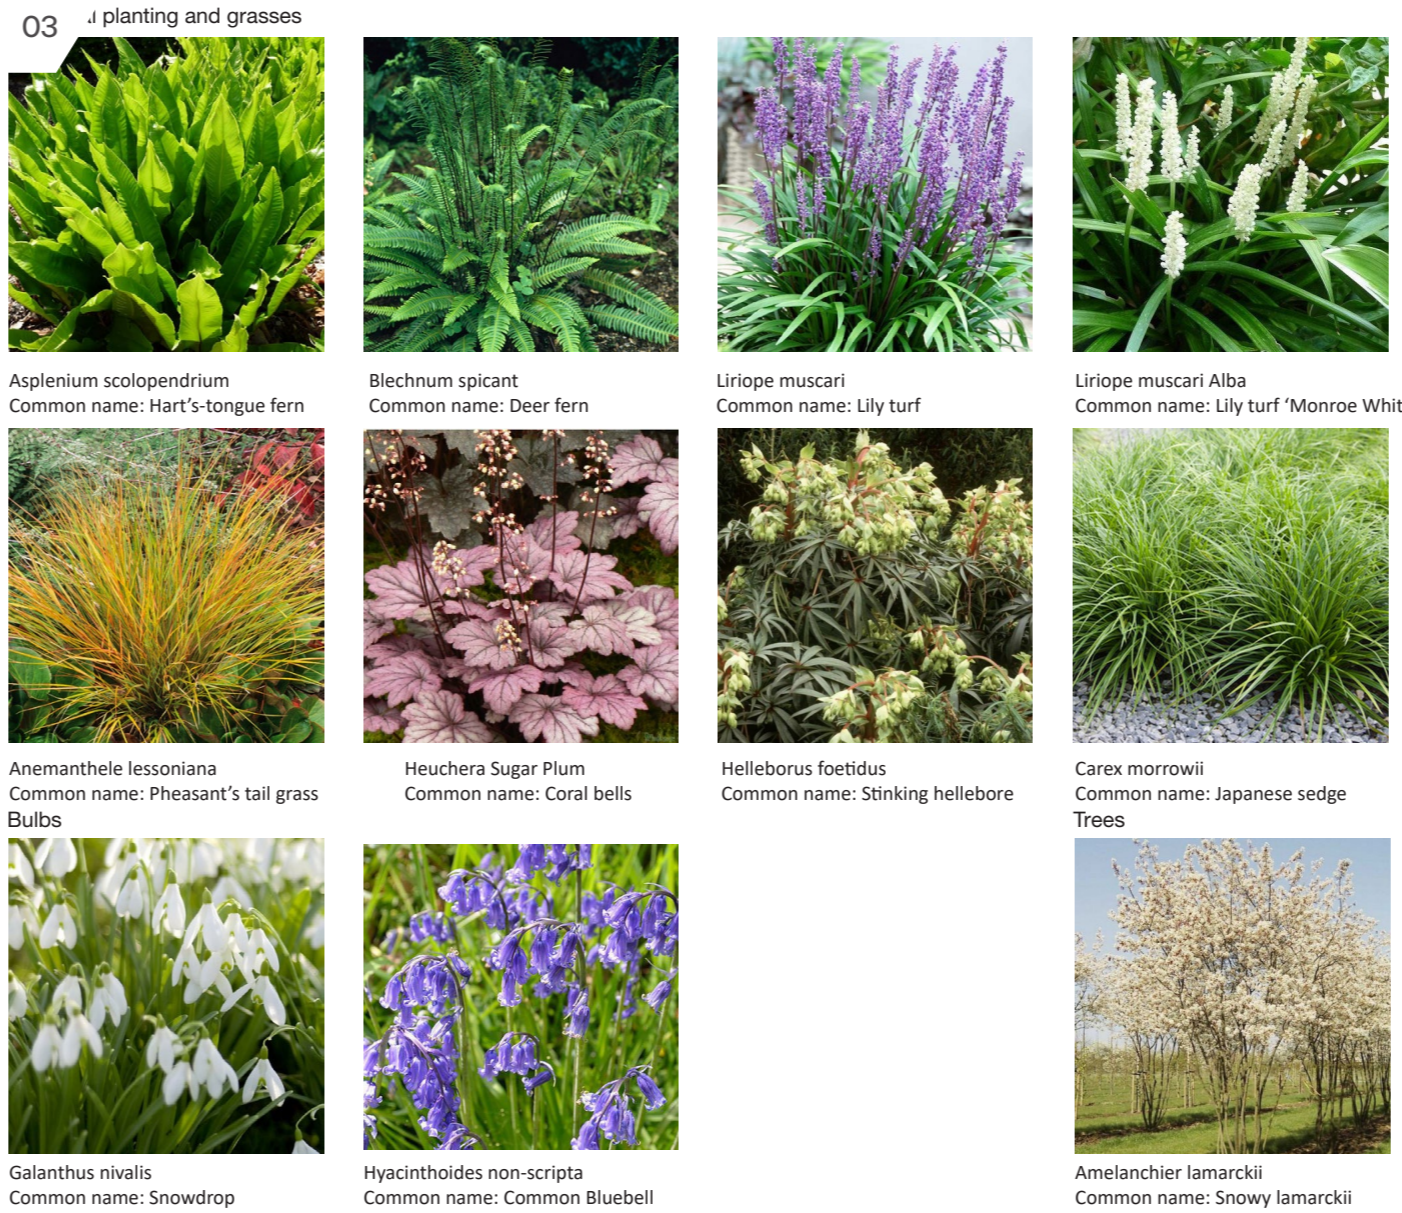 03
planting and grasses
Asplenium scolopendrium
Common name: Hart's-tongue fern
Blechnum spicant
Common name: Deer fern
Liriope muscari
Common name: Lily turf
Liriope muscari Alba
Common name: Lily turf ‘Monroe Whit
Anemanthele lessoniana
Common name: Pheasant's tail grass
Heuchera Sugar Plum
Common name: Coral bells
Helleborus foetidus
Common name: Stinking hellebore
Carex morrowii
Common name: Japanese sedge
Bulbs
Trees
Galanthus nivalis
Common name: Snowdrop
Hyacinthoides non-scripta
Common name: Common Bluebell
Amelanchier lamarckii
Common name: Snowy lamarckii